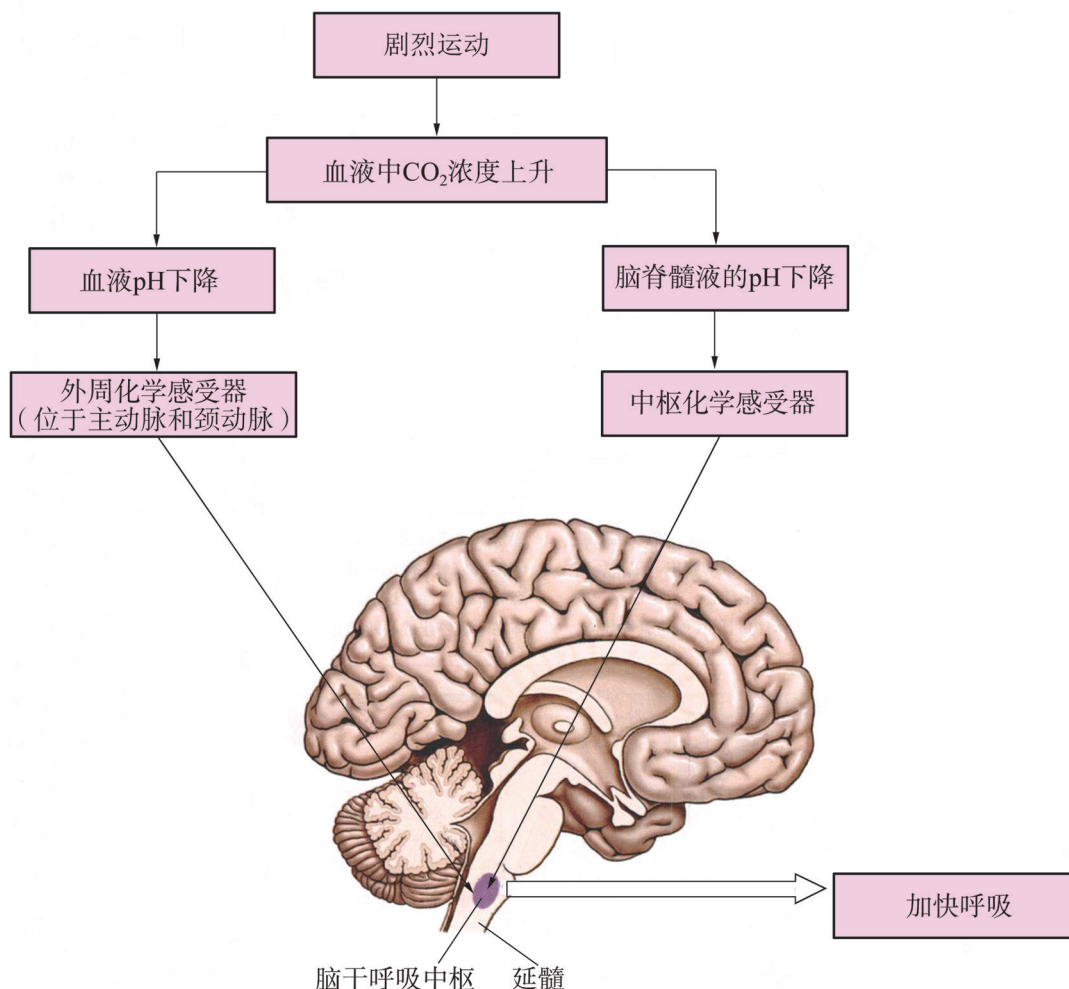 剧烈运动
血液中CO₂浓度上升
血液pH下降
脑脊髓液的pH下降
外周化学感受器
（位于主动脉和颈动脉）
中枢化学感受器
加快呼吸
脑干呼吸中枢
延髓